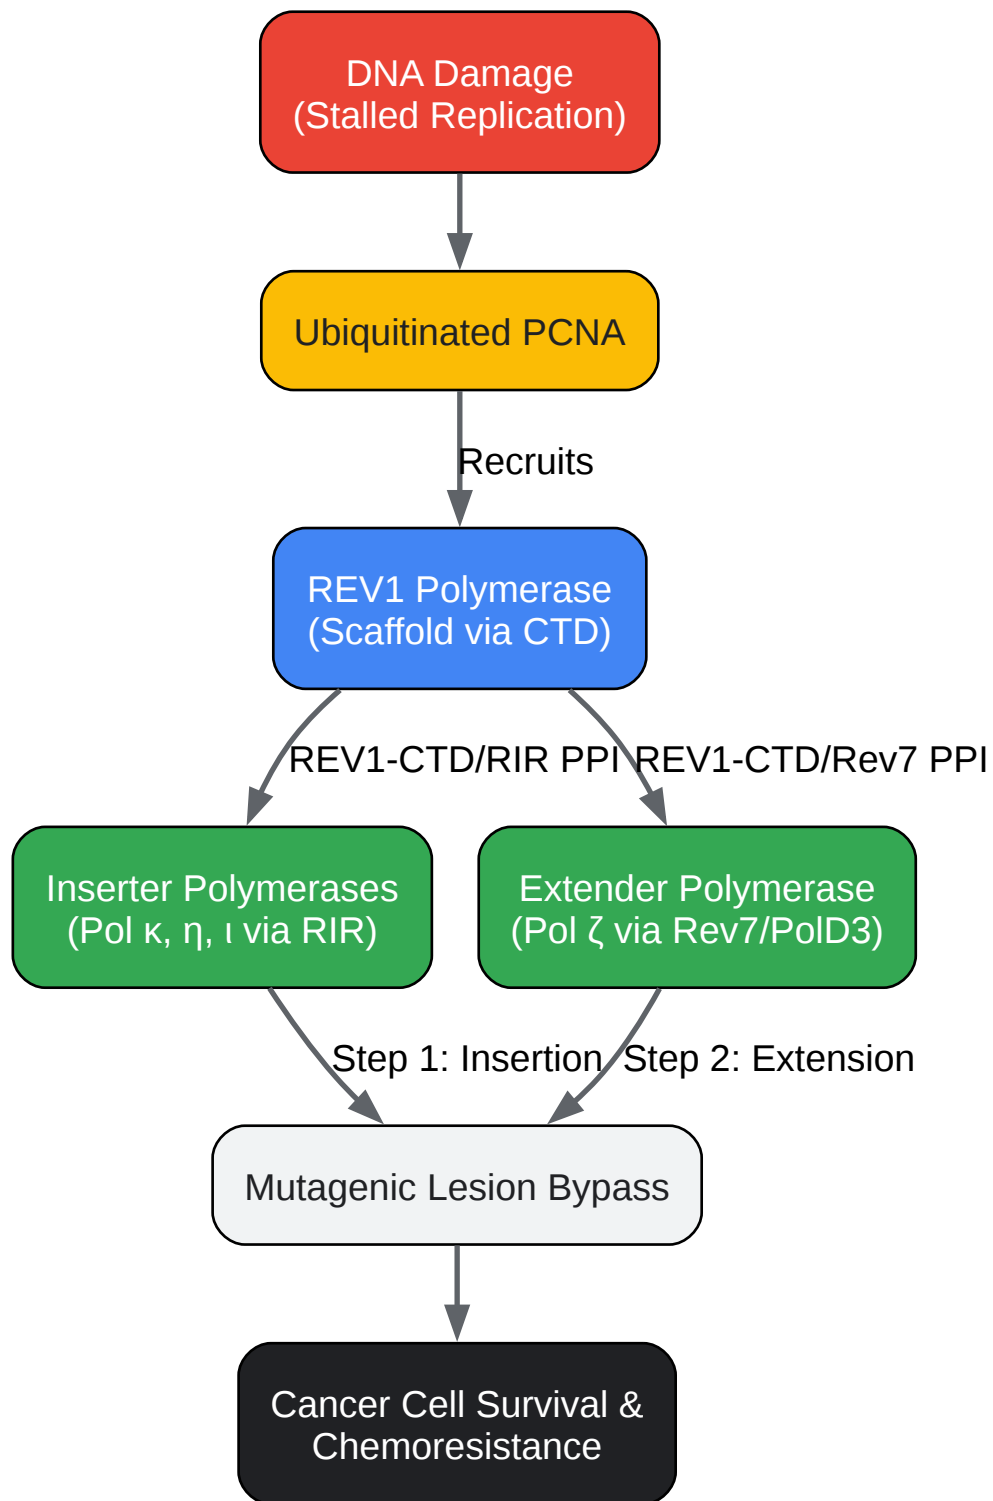 DNA Damage
(Stalled Replication)
Ubiquitinated PCNA
Recruits
REV1 Polymerase
(Scaffold via CTD)
REV1-CTD/RIR PPI
REV1-CTD/Rev7 PPI
Inserter Polymerases
(Pol κ, η, ι via RIR)
Extender Polymerase
(Pol ζ via Rev7/PolD3)
Step 1: Insertion
Step 2: Extension
Mutagenic Lesion Bypass
Cancer Cell Survival &
Chemoresistance